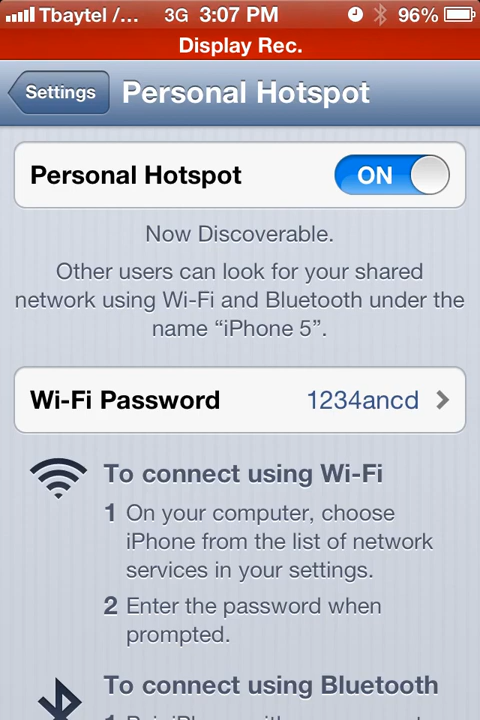 Tbaytel /... 3G 3:07 PM 96%
Display Rec.
Settings Personal Hotspot
Personal Hotspot ON
Now Discoverable.
Other users can look for your shared
network using Wi-Fi and Bluetooth under the
name “iPhone 5”.
Wi-Fi Password 1234ancd
To connect using Wi-Fi
1 On your computer, choose
iPhone from the list of network
services in your settings.
2 Enter the password when
prompted.
To connect using Bluetooth
1